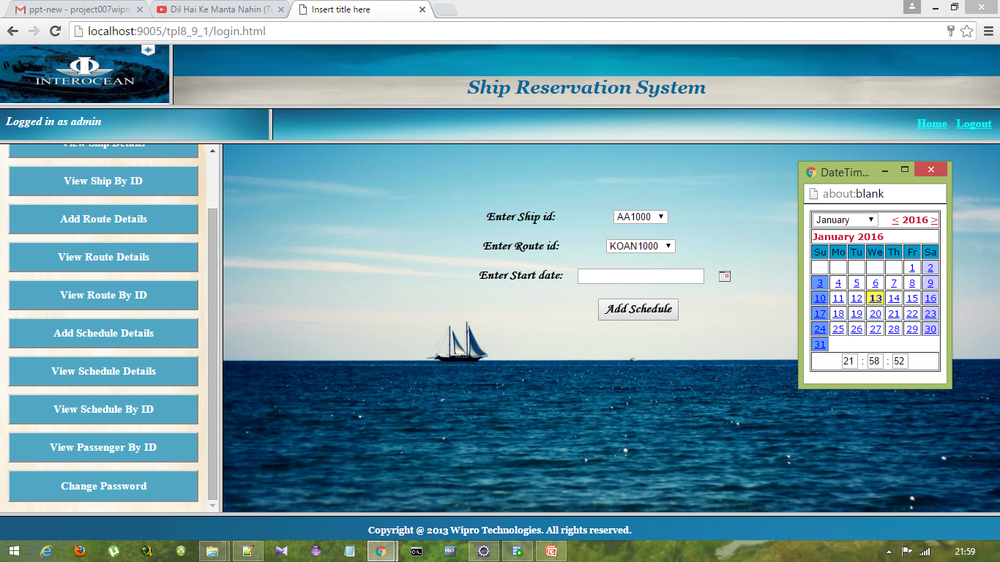 ppt-new - project007wipro
Dil Hai Ke Manta Nahin (T
Insert title here
localhost:9005/tpl8_9_1/login.html
INTEROCEAN
Ship Reservation System
Logged in as admin
Home Logout
View Ship Details
View Ship By ID
Add Route Details
View Route Details
View Route By ID
Add Schedule Details
View Schedule Details
View Schedule By ID
View Passenger By ID
Change Password
Enter Ship id: AA1000
Enter Route id: KOAN1000
Enter Start date:
Add Schedule
DateTim...
about:blank
January < 2016 >
January 2016
Su Mo Tu We Th Fr Sa
1 2
3 4 5 6 7 8 9
10 11 12 13 14 15 16
17 18 19 20 21 22 23
24 25 26 27 28 29 30
31
21 : 58 : 52
Copyright @ 2013 Wipro Technologies. All rights reserved.
21:59